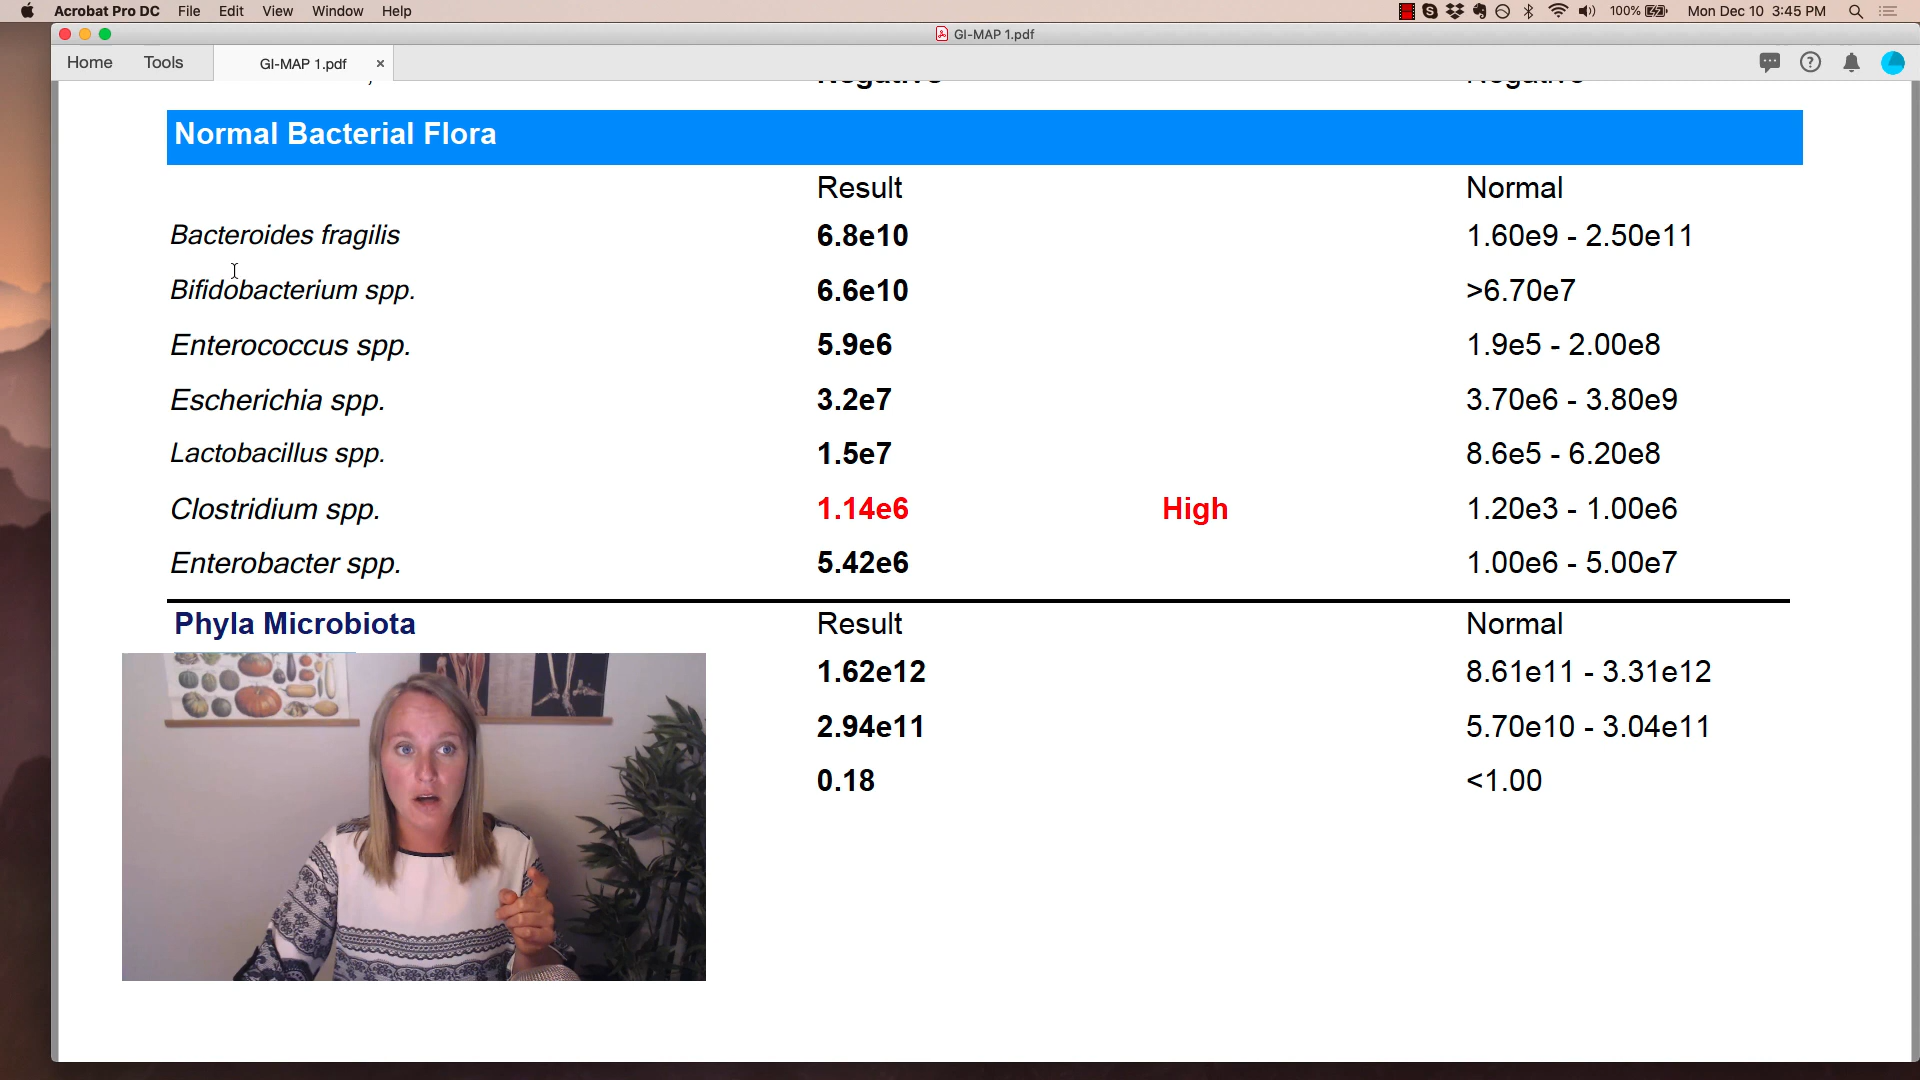 Acrobat Pro DC File Edit View Window Help 100% Mon Dec 10 3:45 PM
GI-MAP 1.pdf
Home Tools GI-MAP 1.pdf ×
Normal Bacterial Flora
Result Normal
Bacteroides fragilis 6.8e10 1.60e9 - 2.50e11
Bifidobacterium spp. 6.6e10 >6.70e7
Enterococcus spp. 5.9e6 1.9e5 - 2.00e8
Escherichia spp. 3.2e7 3.70e6 - 3.80e9
Lactobacillus spp. 1.5e7 8.6e5 - 6.20e8
Clostridium spp. 1.14e6 High 1.20e3 - 1.00e6
Enterobacter spp. 5.42e6 1.00e6 - 5.00e7
Phyla Microbiota Result Normal
1.62e12 8.61e11 - 3.31e12
2.94e11 5.70e10 - 3.04e11
0.18 <1.00